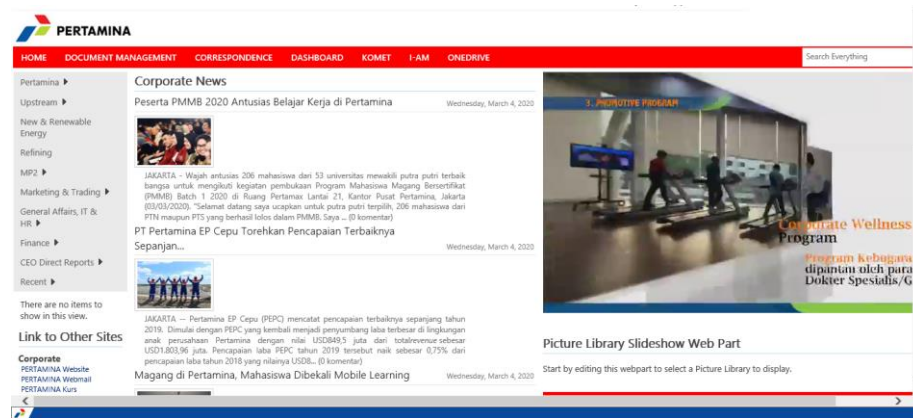 PERTAMINA
HOME DOCUMENT MANAGEMENT CORRESPONDENCE DASHBOARD KOMET I-AM ONEDRIVE Search Everything
Pertamina
Upstream
New & Renewable
Energy
Refining
MP2
Marketing & Trading
General Affairs, IT &
HR
Finance
CEO Direct Reports
Recent
There are no items to
show in this view.
Link to Other Sites
Corporate
PERTAMINA Website
PERTAMINA Webmail
PERTAMINA Kurs
Corporate News
Peserta PMMB 2020 Antusias Belajar Kerja di Pertamina Wednesday, March 4, 2020
JAKARTA - Wajah antusias 206 mahasiswa dari 53 universitas mewakili putra putri terbaik
bangsa untuk mengikuti kegiatan pembukaan Program Mahasiswa Magang Bersertifikat
(PMMB) Batch 1 2020 di Ruang Pertamax Lantai 21, Kantor Pusat Pertamina, Jakarta
(03/03/2020). "Selamat datang saya ucapkan untuk putra putri terpilih, 206 mahasiswa dari
PTN maupun PTS yang berhasil lolos dalam PMMB. Saya ... (0 komentar)
PT Pertamina EP Cepu Torehkan Pencapaian Terbaiknya
Sepanjan... Wednesday, March 4, 2020
JAKARTA — Pertamina EP Cepu (PEPC) mencatat pencapaian terbaiknya sepanjang tahun
2019. Dimulai dengan PEPC yang kembali menjadi penyumbang laba terbesar di lingkungan
anak perusahaan Pertamina dengan nilai USD849,5 juta dari totalrevenue sebesar
USD1.803,96 juta. Pencapaian laba PEPC tahun 2019 tersebut naik sebesar 0,75% dari
pencapaian laba tahun 2018 yang nilainya USD8... (0 komentar)
Magang di Pertamina, Mahasiswa Dibekali Mobile Learning Wednesday, March 4, 2020
3. PROMOTIVE PROGRAM
Corporate Wellness
Program
Program Kebugara
dipantau oleh para
Dokter Spesialis/G
Picture Library Slideshow Web Part
Start by editing this webpart to select a Picture Library to display.